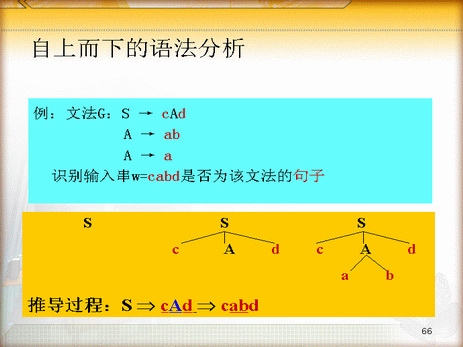 自上而下的语法分析
例：文法G：S → cAd
A → ab
A → a
识别输入串w=cabd是否为该文法的句子
S S S
c A d c A d
a b
推导过程：S ⇒ cAd ⇒ cabd
66